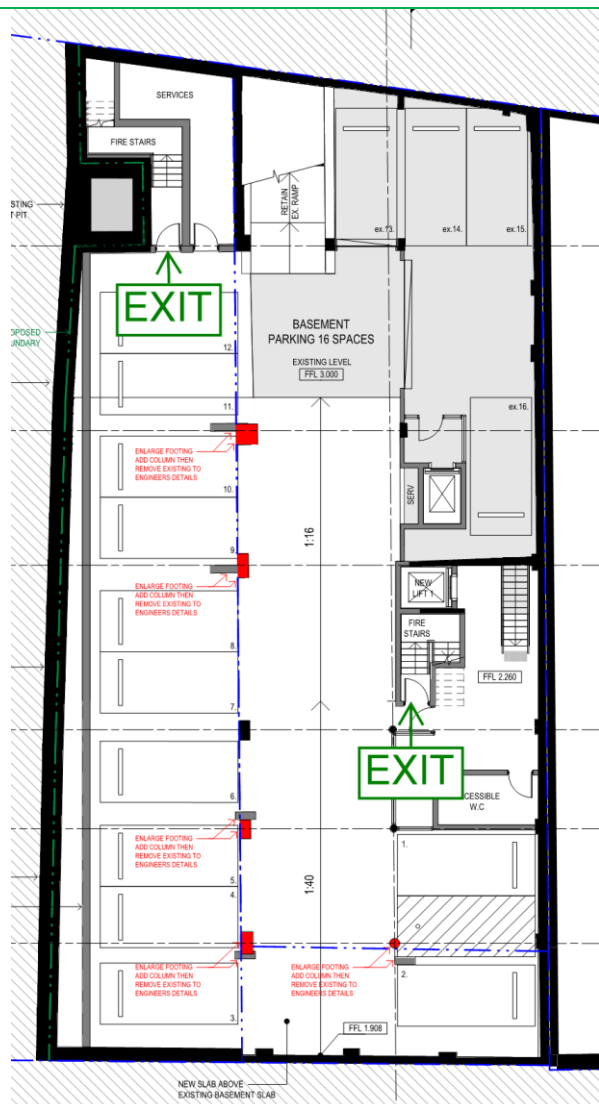 SERVICES
FIRE STAIRS
RETAIN
EX. RAMP
ex.13.
ex.14.
ex.15.
STING
PIT
EXIT
BASEMENT
PARKING 16 SPACES
EXISTING LEVEL
FFL 3.000
OPOSED
UNDARY
12.
11.
ex.16.
ENLARGE FOOTING
ADD COLUMN THEN
REMOVE EXISTING TO
ENGINEERS DETAILS
10.
SERV
1:16
9.
ENLARGE FOOTING
ADD COLUMN THEN
REMOVE EXISTING TO
ENGINEERS DETAILS
NEW
LIFT 1
8.
FIRE
STAIRS
FFL 2.260
7.
EXIT
6.
CESSIBLE
W.C
ENLARGE FOOTING
ADD COLUMN THEN
REMOVE EXISTING TO
ENGINEERS DETAILS
1.
5.
4.
1:40
ENLARGE FOOTING
ADD COLUMN THEN
REMOVE EXISTING TO
ENGINEERS DETAILS
ENLARGE FOOTING
ADD COLUMN THEN
REMOVE EXISTING TO
ENGINEERS DETAILS
2.
3.
FFL 1.908
NEW SLAB ABOVE
EXISTING BASEMENT SLAB